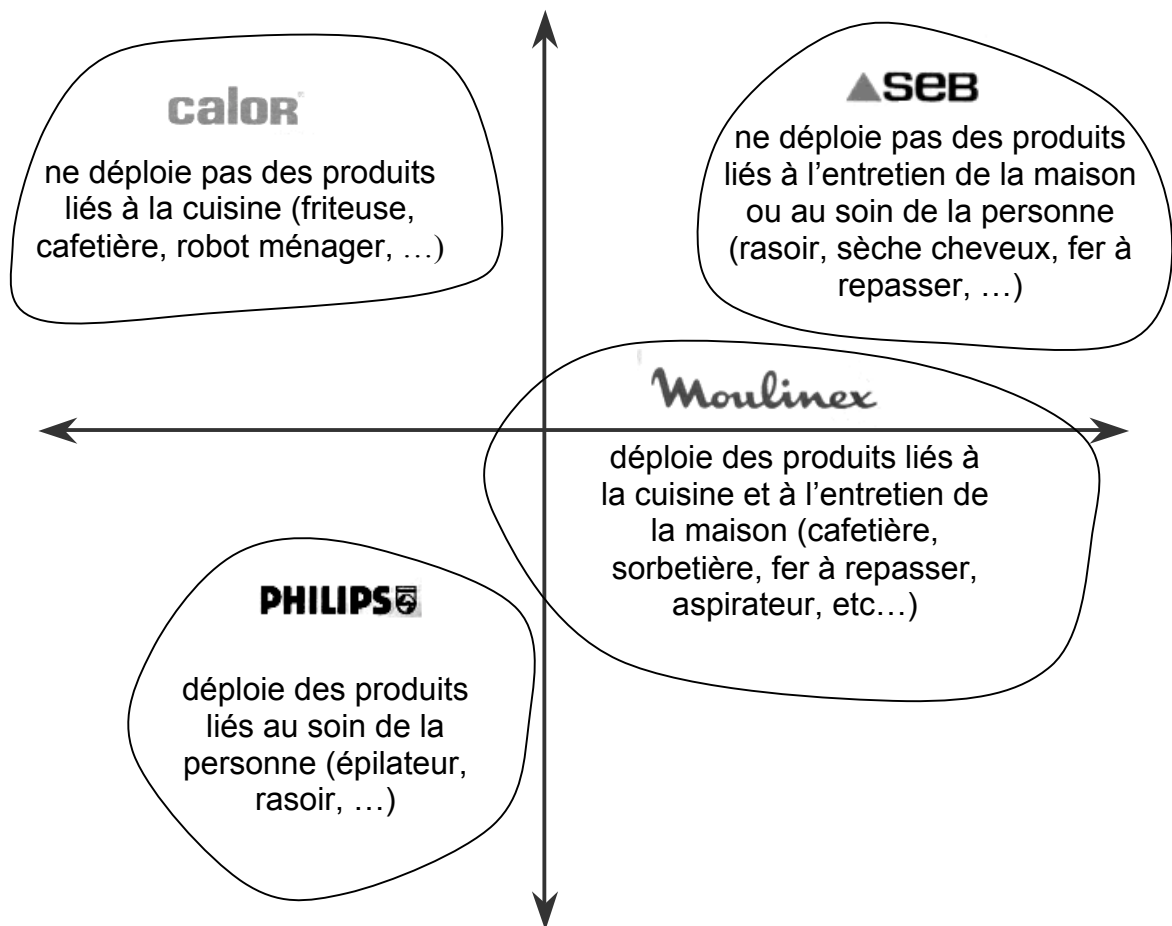 calor
ne déploie pas des produits
liés à la cuisine (friteuse,
cafetière, robot ménager, …)
SEB
ne déploie pas des produits
liés à l’entretien de la maison
ou au soin de la personne
(rasoir, sèche cheveux, fer à
repasser, …)
Moulinex
déploie des produits liés à
la cuisine et à l’entretien de
la maison (cafetière,
sorbetière, fer à repasser,
aspirateur, etc…)
PHILIPS
déploie des produits
liés au soin de la
personne (épilateur,
rasoir, …)